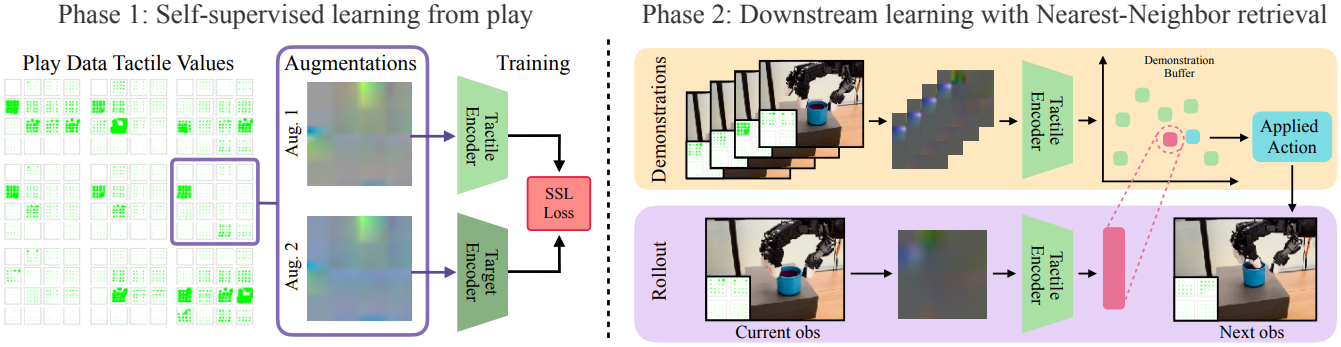 Phase 1: Self-supervised learning from play
Play Data Tactile Values
Augmentations
Training
Aug. 1
Aug. 2
Tactile
Encoder
Target
Encoder
SSL
Loss
Phase 2: Downstream learning with Nearest-Neighbor retrieval
Demonstrations
Tactile
Encoder
Demonstration
Buffer
Applied
Action
Rollout
Current obs
Tactile
Encoder
Next obs